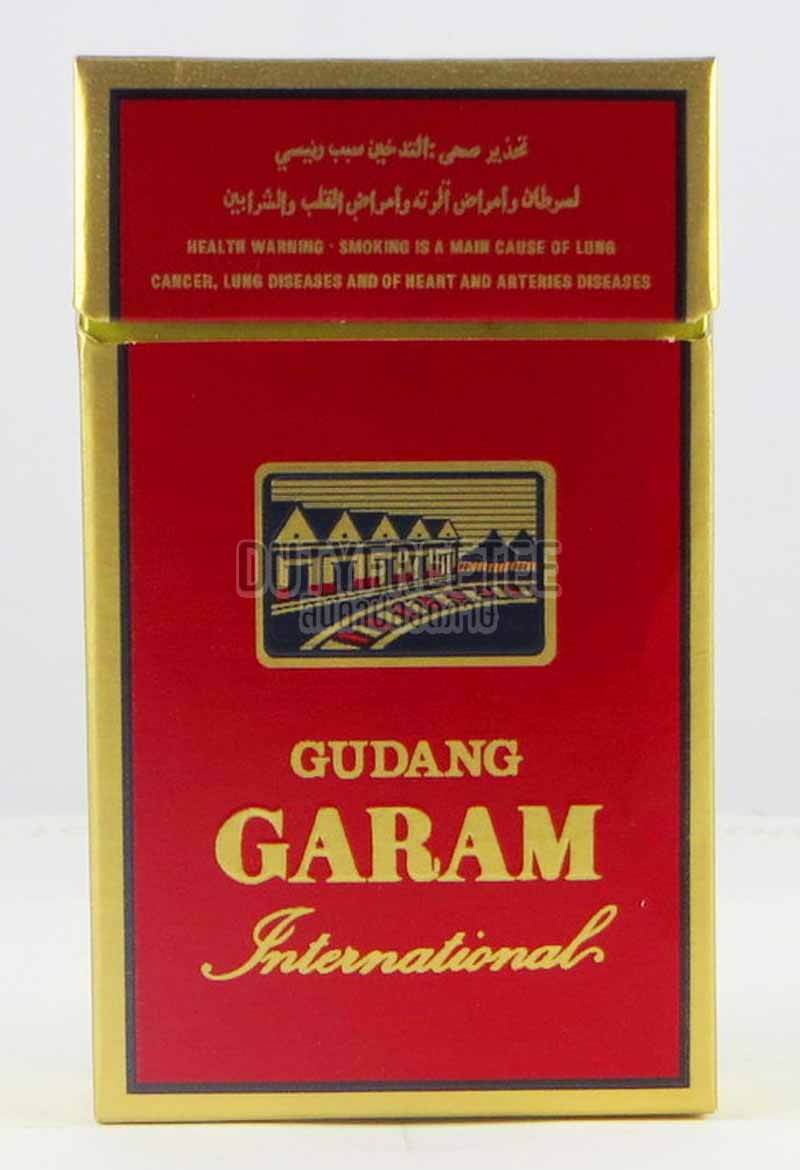 تحذير صحي : التدخين سبب رئيسي
لسرطان وأمراض الرئة وأمراض القلب والشرايين
HEALTH WARNING · SMOKING IS A MAIN CAUSE OF LUNG
CANCER, LUNG DISEASES AND OF HEART AND ARTERIES DISEASES
GUDANG
GARAM
International